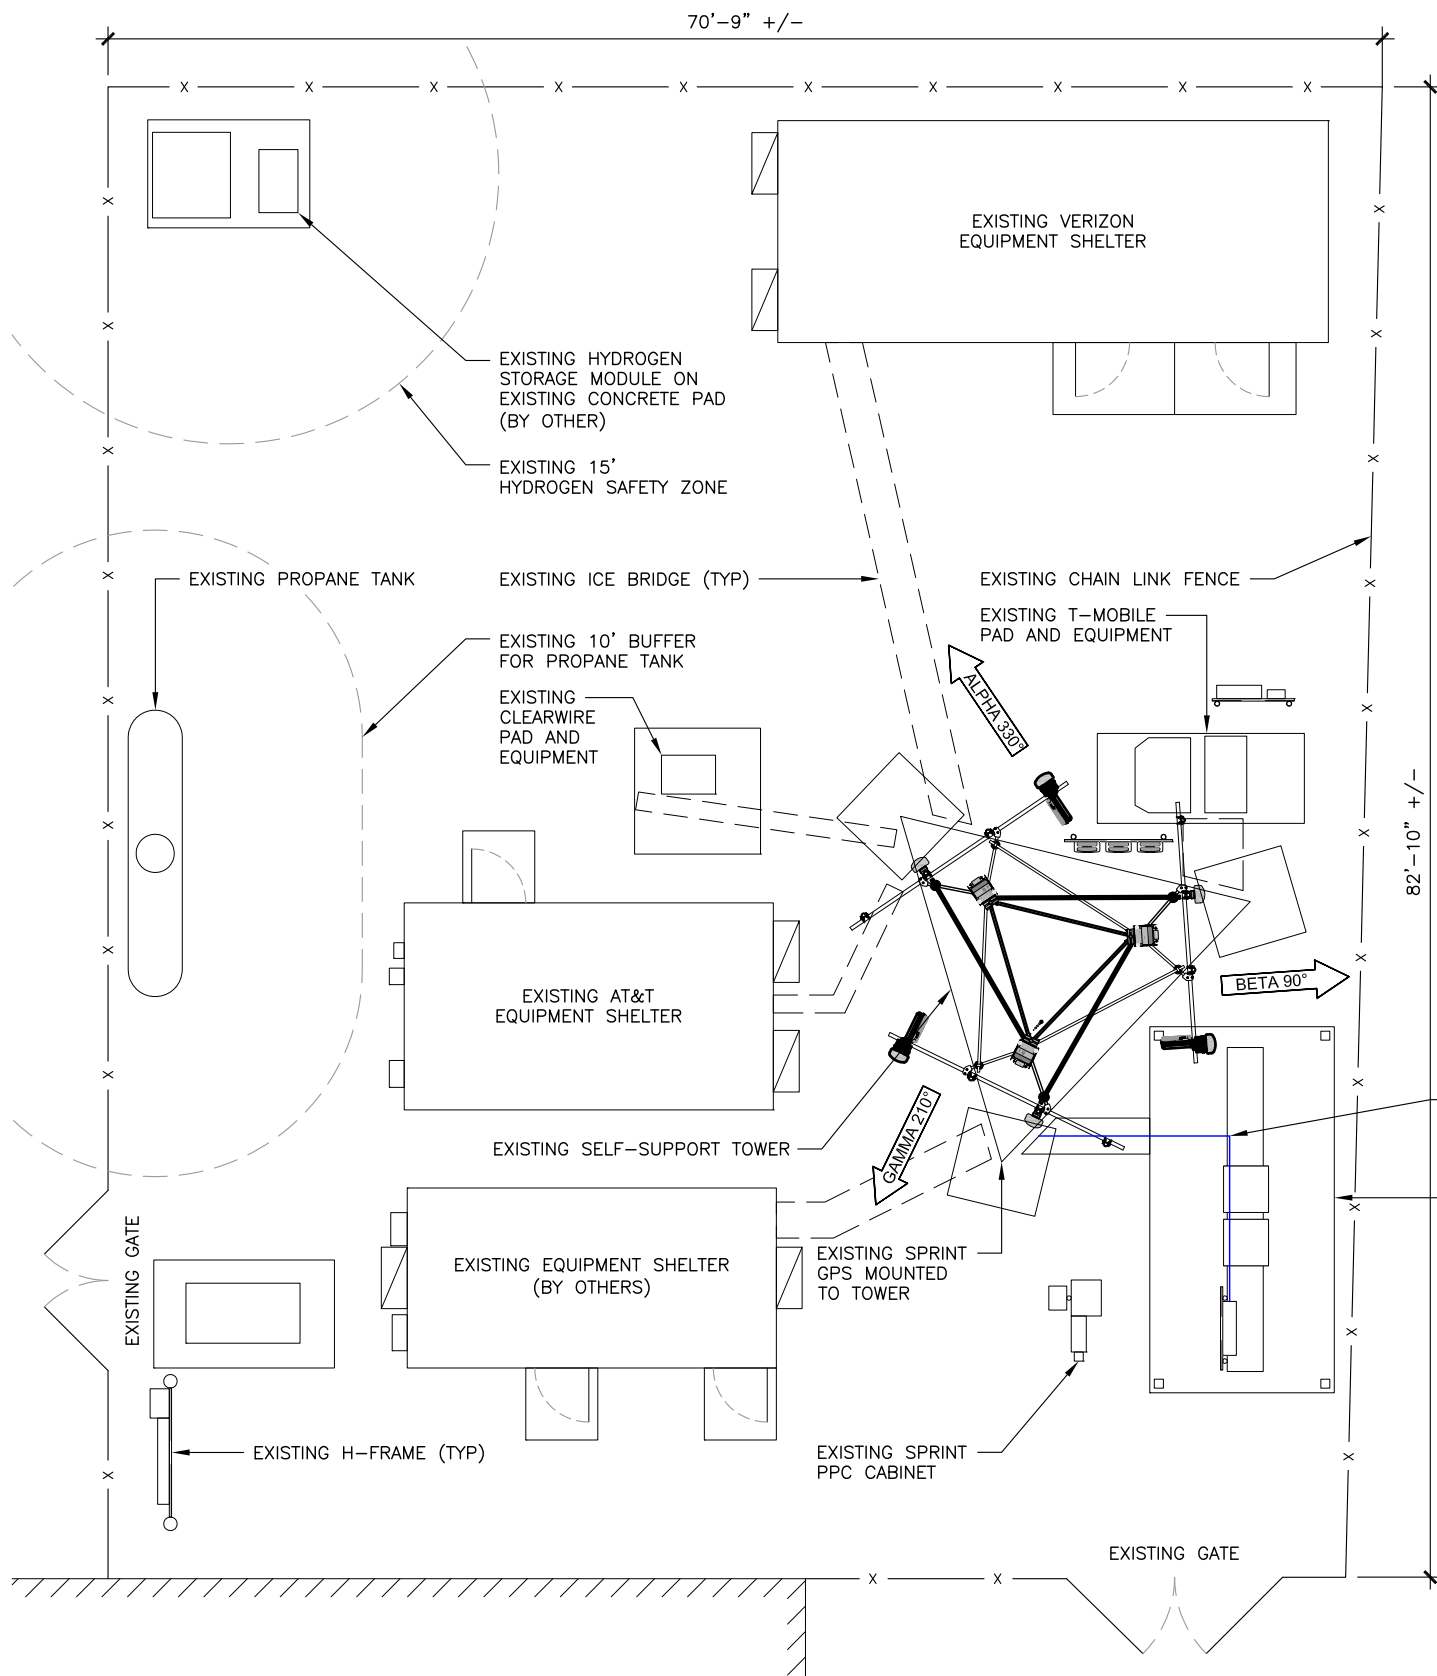 70'-9" +/-
EXISTING VERIZON
EQUIPMENT SHELTER
EXISTING HYDROGEN
STORAGE MODULE ON
EXISTING CONCRETE PAD
(BY OTHER)
EXISTING 15'
HYDROGEN SAFETY ZONE
EXISTING PROPANE TANK
EXISTING ICE BRIDGE (TYP)
EXISTING CHAIN LINK FENCE
EXISTING T-MOBILE
PAD AND EQUIPMENT
EXISTING 10' BUFFER
FOR PROPANE TANK
EXISTING
CLEARWIRE
PAD AND
EQUIPMENT
ALPHA 330°
82'-10" +/-
BETA 90°
EXISTING AT&T
EQUIPMENT SHELTER
GAMMA 210°
EXISTING SELF-SUPPORT TOWER
EXISTING GATE
EXISTING EQUIPMENT SHELTER
(BY OTHERS)
EXISTING SPRINT
GPS MOUNTED
TO TOWER
EXISTING H-FRAME (TYP)
EXISTING SPRINT
PPC CABINET
EXISTING GATE